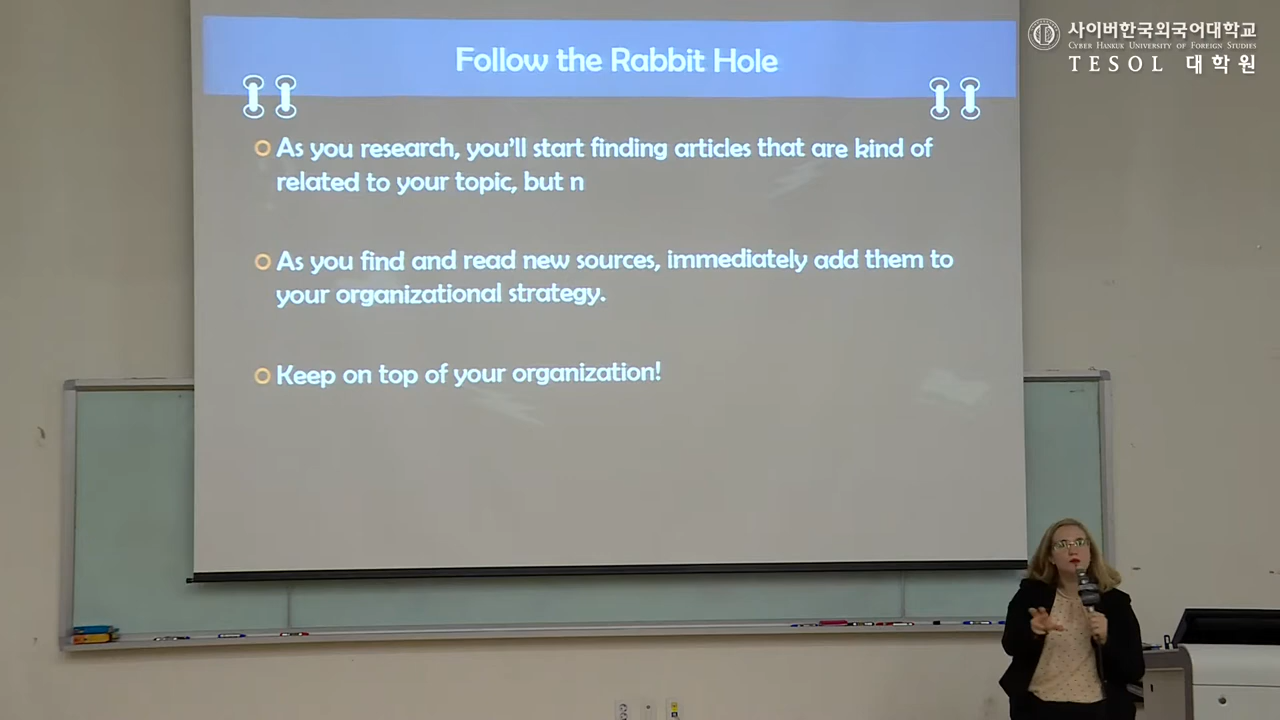 Follow the Rabbit Hole
As you research, you'll start finding articles that are kind of
related to your topic, but n
As you find and read new sources, immediately add them to
your organizational strategy.
Keep on top of your organization!
사이버한국외국어대학교
CYBER HANKUK UNIVERSITY OF FOREIGN STUDIES
TESOL 대학원